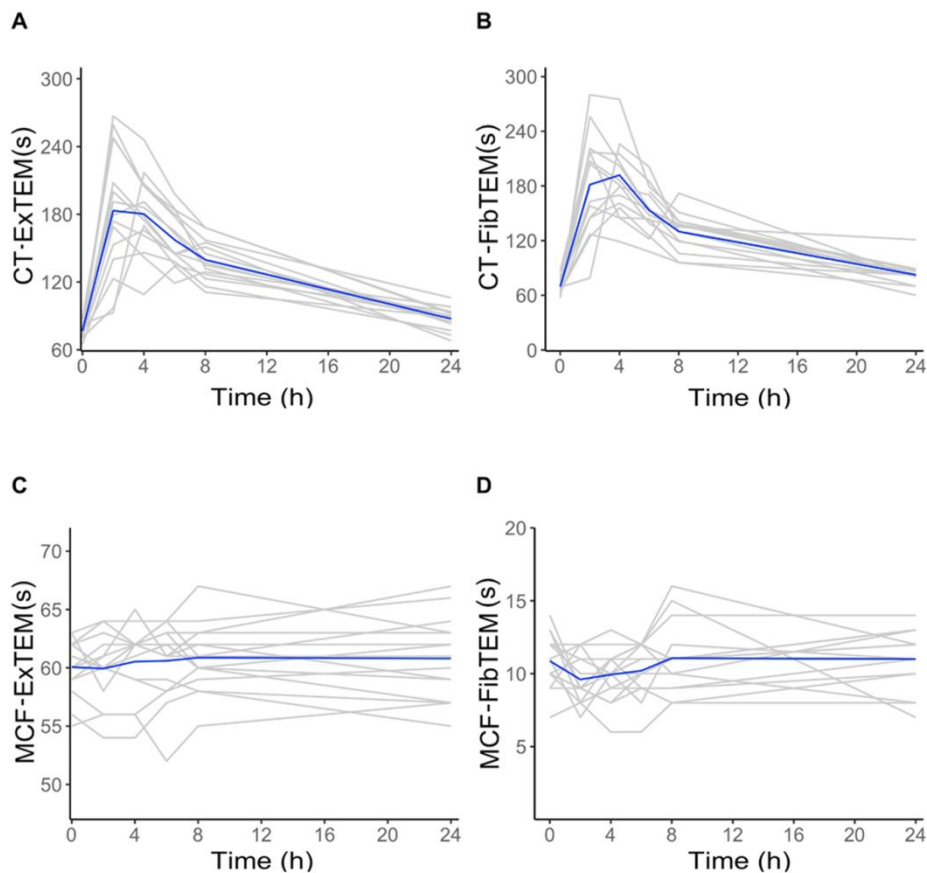 A
CT-ExTEM(s)
300
240
180
120
60
0 4 8 12 16 20 24
Time (h)
B
CT-FibTEM(s)
300
240
180
120
60
0
0 4 8 12 16 20 24
Time (h)
C
MCF-ExTEM(s)
70
65
60
55
50
0 4 8 12 16 20 24
Time (h)
D
MCF-FibTEM(s)
20
15
10
5
0 4 8 12 16 20 24
Time (h)